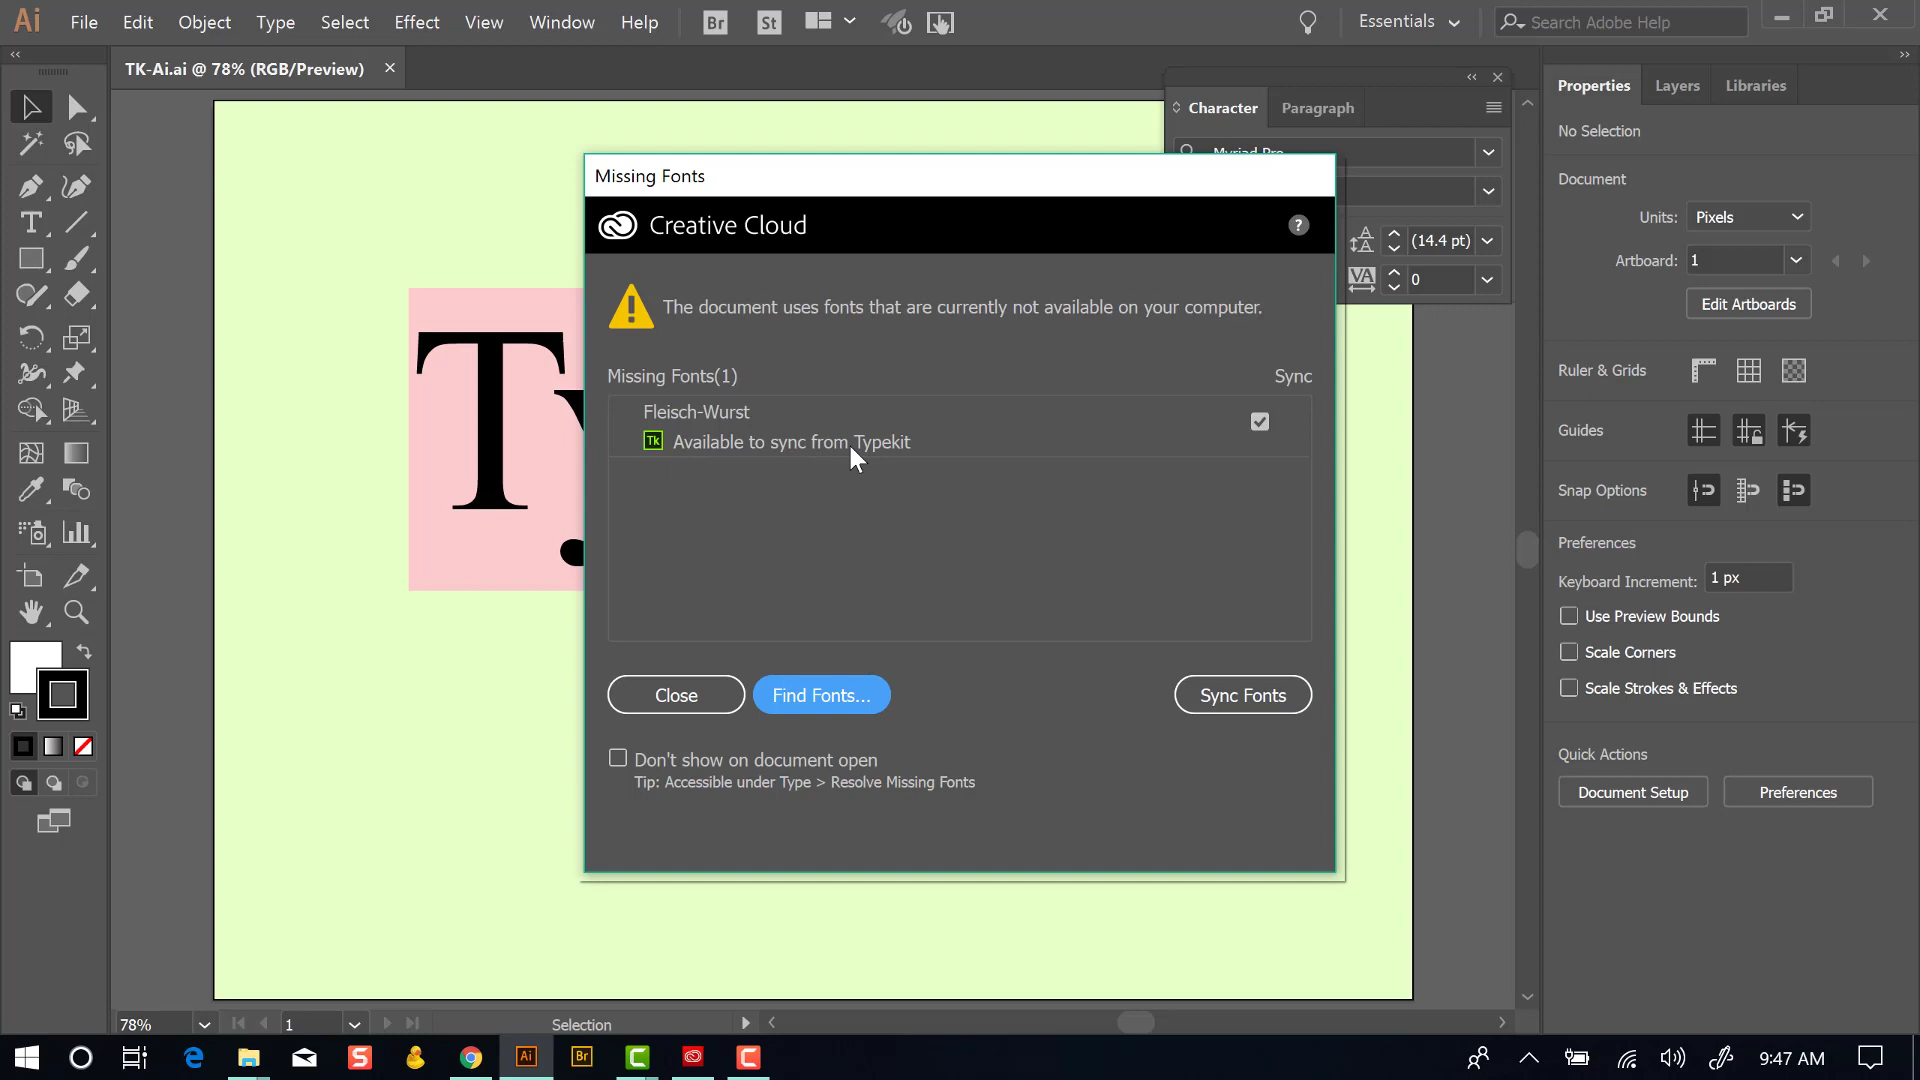 Ai File Edit Object Type Select Effect View Window Help Br St Essentials Search Adobe Help
TK-Ai.ai @ 78% (RGB/Preview)
Character Paragraph
Myriad Pro
(14.4 pt)
VA 0
Properties Layers Libraries
No Selection
Document
Units: Pixels
Artboard: 1
Edit Artboards
Ruler & Grids
Guides
Snap Options
Preferences
Keyboard Increment: 1 px
Use Preview Bounds
Scale Corners
Scale Strokes & Effects
Quick Actions
Document Setup Preferences
Ty
Missing Fonts
Creative Cloud ?
The document uses fonts that are currently not available on your computer.
Missing Fonts(1) Sync
Fleisch-Wurst
Tk Available to sync from Typekit
Close Find Fonts... Sync Fonts
Don't show on document open
Tip: Accessible under Type > Resolve Missing Fonts
78% 1 Selection
Ai Br 9:47 AM